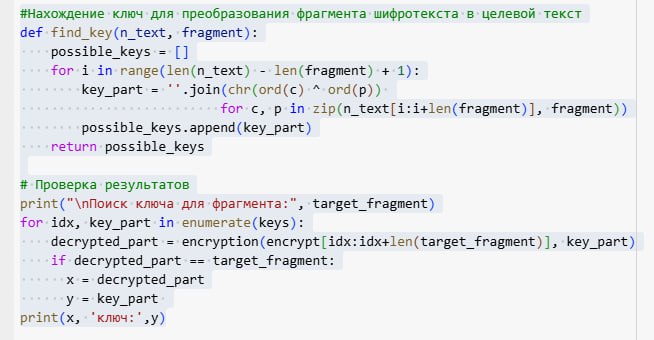 #Нахождение ключ для преобразования фрагмента шифротекста в целевой текст
def find_key(n_text, fragment):
    possible_keys = []
    for i in range(len(n_text) - len(fragment) + 1):
        key_part = ''.join(chr(ord(c) ^ ord(p))
                          for c, p in zip(n_text[i:i+len(fragment)], fragment))
        possible_keys.append(key_part)
    return possible_keys

# Проверка результатов
print("\nПоиск ключа для фрагмента:", target_fragment)
for idx, key_part in enumerate(keys):
    decrypted_part = encryption(encrypt[idx:idx+len(target_fragment)], key_part)
    if decrypted_part == target_fragment:
      x = decrypted_part
      y = key_part
print(x, 'ключ:',y)